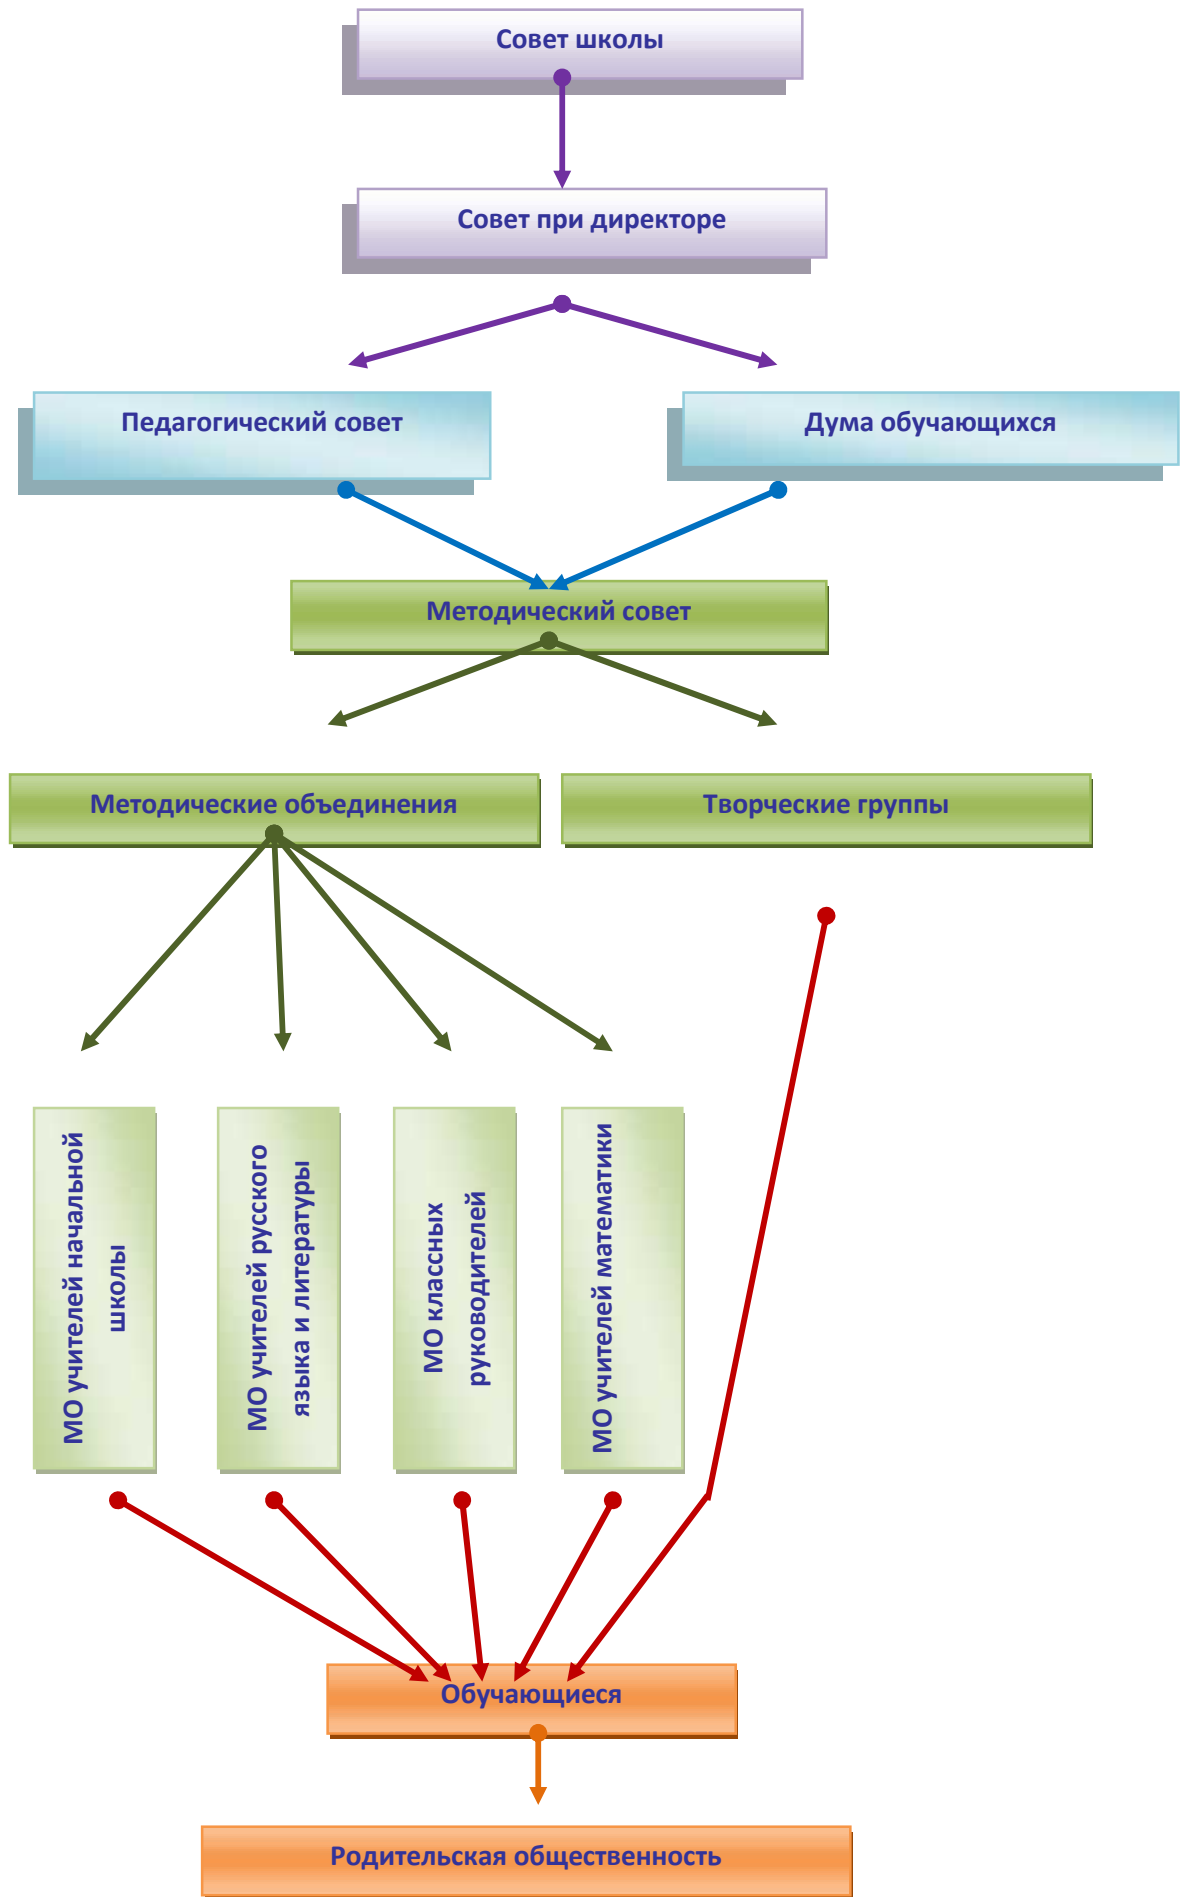 Совет школы
Совет при директоре
Педагогический совет
Дума обучающихся
Методический совет
Методические объединения
Творческие группы
МО учителей начальной
школы
МО учителей русского
языка и литературы
МО классных
руководителей
МО учителей математики
Обучающиеся
Родительская общественность